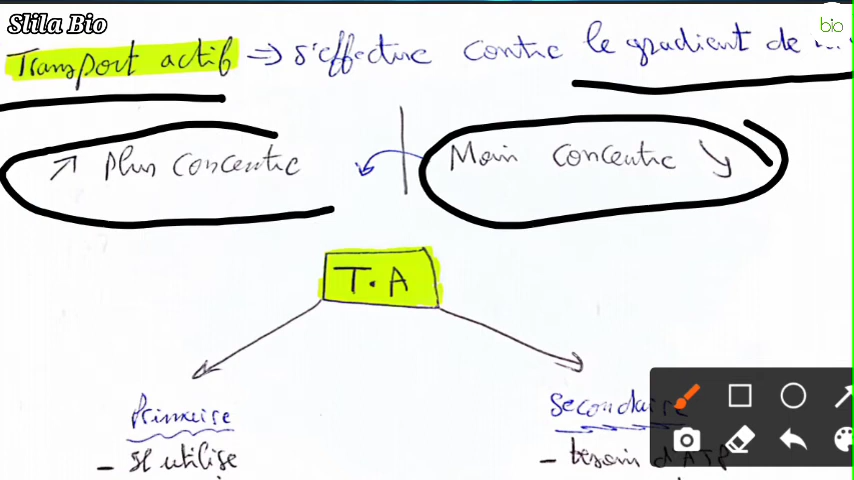 Slila Bio
bio
Transport actif ⇒ s'effectue contre le gradient de
↗ Plus concentré
Moin concentré ↘
T.A
Primaire
secondaire
- sl utilise
- besoin d'ATP